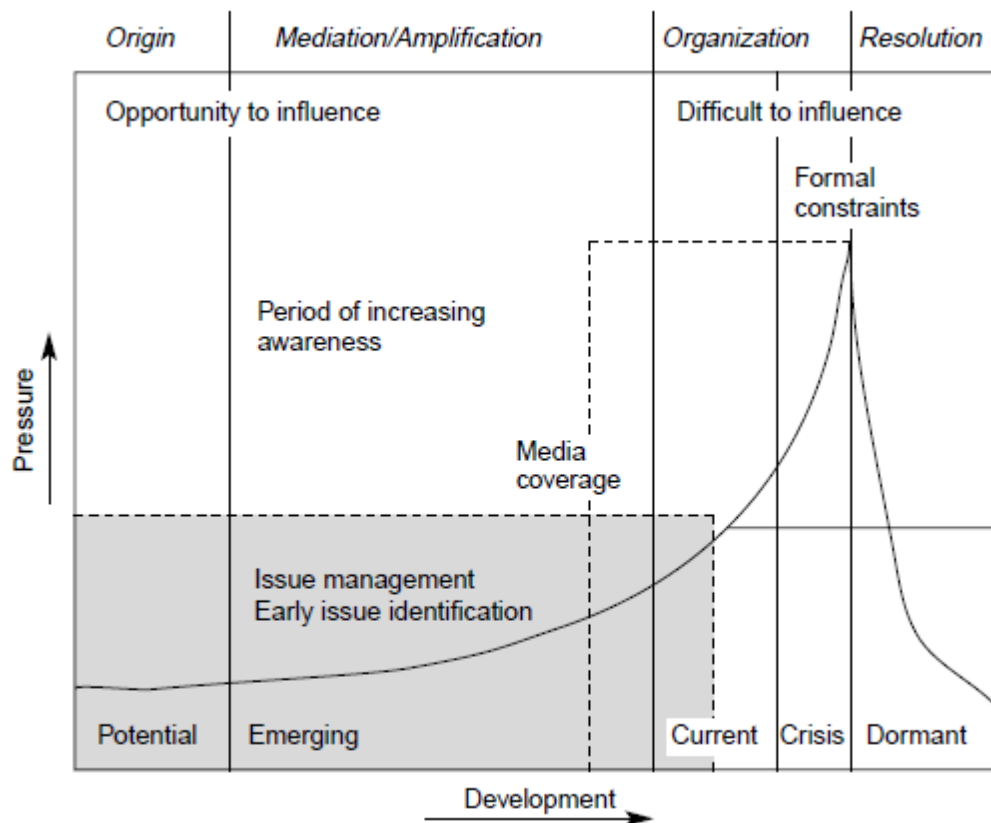 Origin
Mediation/Amplification
Organization
Resolution
Opportunity to influence
Difficult to influence
Formal
constraints
Period of increasing
awareness
Pressure
Media
coverage
Issue management
Early issue identification
Potential
Emerging
Current
Crisis
Dormant
Development